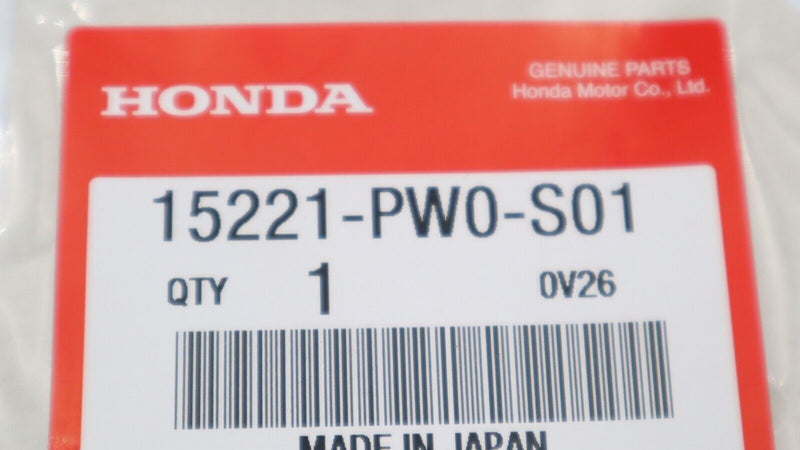 HONDA
GENUINE PARTS
Honda Motor Co., Ltd.
15221-PW0-S01
QTY 1 0V26
MADE IN JAPAN